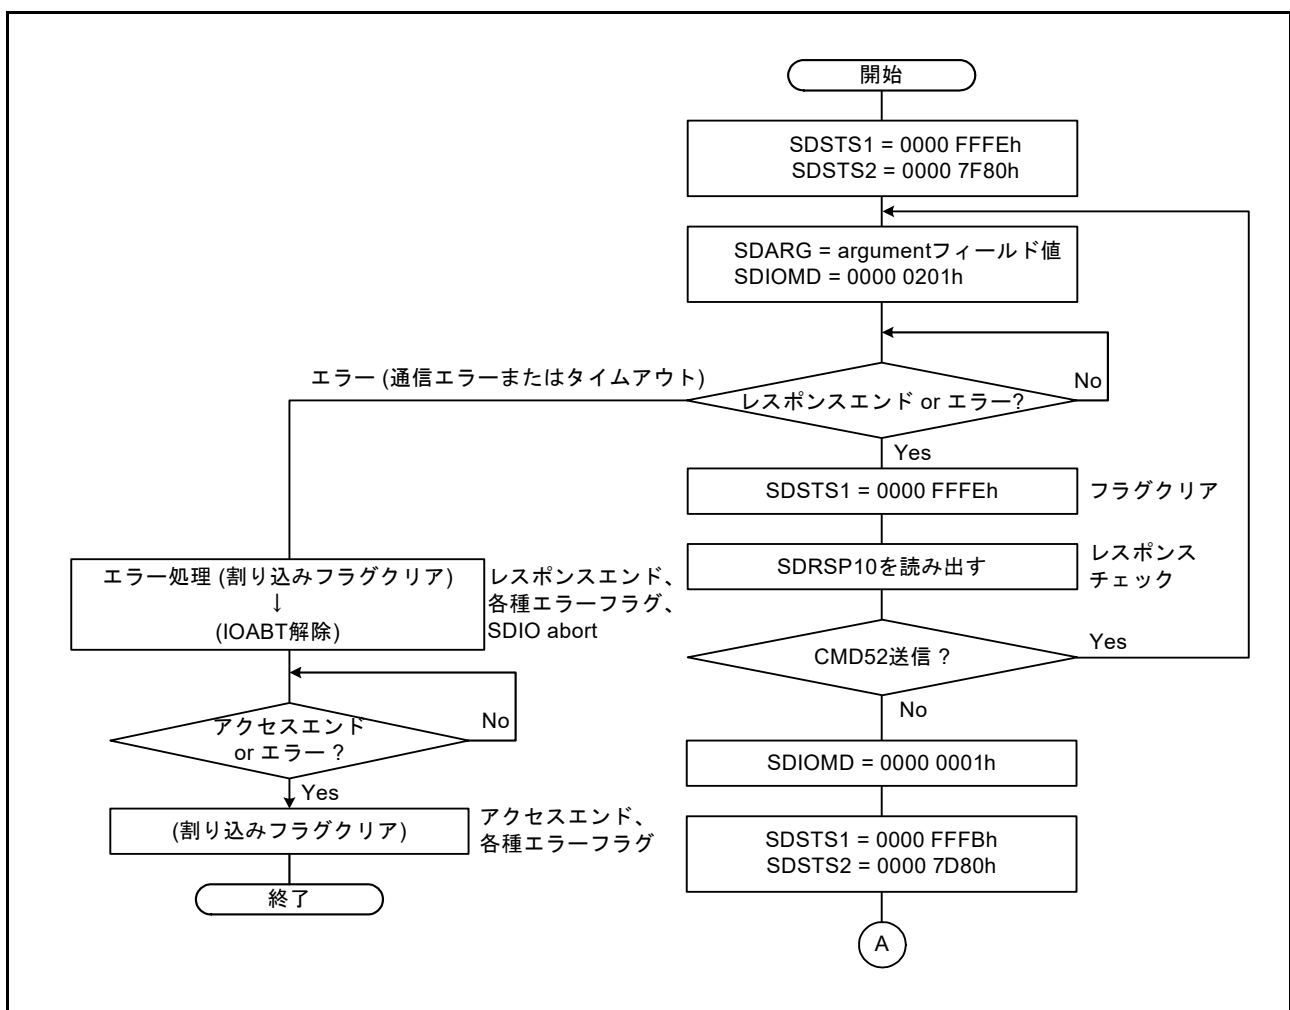 開始
SDSTS1 = 0000 FFFEh
SDSTS2 = 0000 7F80h
SDARG = argumentフィールド値
SDIOMD = 0000 0201h
エラー (通信エラーまたはタイムアウト)
レスポンスエンド or エラー?
No
Yes
SDSTS1 = 0000 FFFEh
フラグクリア
SDRSP10を読み出す
レスポンス
チェック
CMD52送信 ?
Yes
No
SDIOMD = 0000 0001h
SDSTS1 = 0000 FFFBh
SDSTS2 = 0000 7D80h
A
エラー処理 (割り込みフラグクリア)
↓
(IOABT解除)
レスポンスエンド、
各種エラーフラグ、
SDIO abort
アクセスエンド
or エラー ?
No
Yes
(割り込みフラグクリア)
アクセスエンド、
各種エラーフラグ
終了